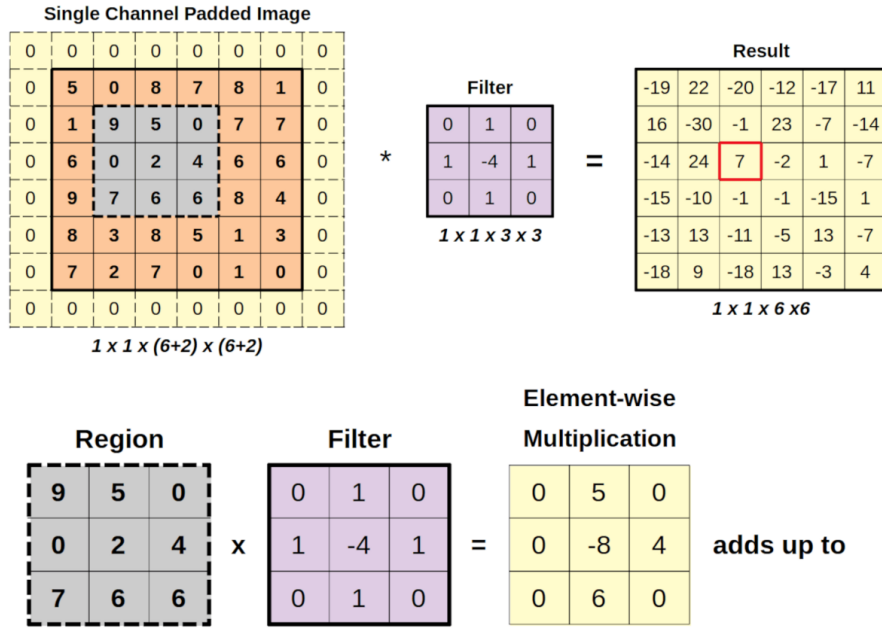 Single Channel Padded Image
0 0 0 0 0 0 0 0
0 5 0 8 7 8 1 0
0 1 9 5 0 7 7 0
0 6 0 2 4 6 6 0
0 9 7 6 6 8 4 0
0 8 3 8 5 1 3 0
0 7 2 7 0 1 0 0
0 0 0 0 0 0 0 0
1 x 1 x (6+2) x (6+2)
*
Filter
0 1 0
1 -4 1
0 1 0
1 x 1 x 3 x 3
=
Result
-19 22 -20 -12 -17 11
16 -30 -1 23 -7 -14
-14 24 7 -2 1 -7
-15 -10 -1 -1 -15 1
-13 13 -11 -5 13 -7
-18 9 -18 13 -3 4
1 x 1 x 6 x6
Region
9 5 0
0 2 4
7 6 6
x
Filter
0 1 0
1 -4 1
0 1 0
=
Element-wise
Multiplication
0 5 0
0 -8 4
0 6 0
adds up to